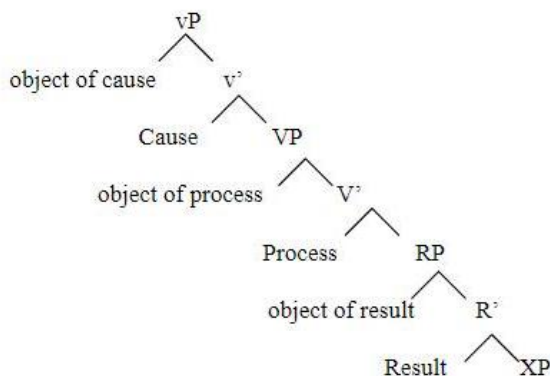 vP
object of cause v’
Cause VP
object of process V’
Process RP
object of result R’
Result XP